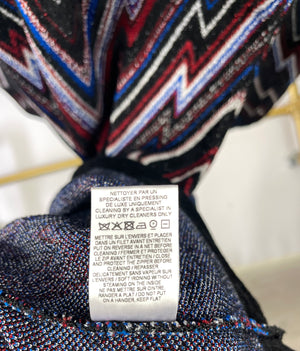 NETTOYER PAR UN
SPECIALISTE EN PRESSING
DE LUXE UNIQUEMENT
CLEANING BY A SPECIALIST IN
LUXURY DRY CLEANERS ONLY
METTRE SUR L'ENVERS ET PLACER
DANS UN FILET AVANT ENTRETIEN
PUT ON REVERSE IN A NET BEFORE
CLEANING / FERMER ET PROTEGER
LE ZIP AVANT ENTRETIEN / CLOSE
AND PROTECT THE ZIPPER BEFORE
CLEANING / REPASSER
DELICATEMENT SANS VAPEUR SUR
L'ENVERS / SOFT IRONING WITHOUT
STEAMING ON THE INSIDE
NE PAS METTRE SUR CINTRE,
RANGER A PLAT / DO NOT PUT
ON A HANGER, KEEP FLAT